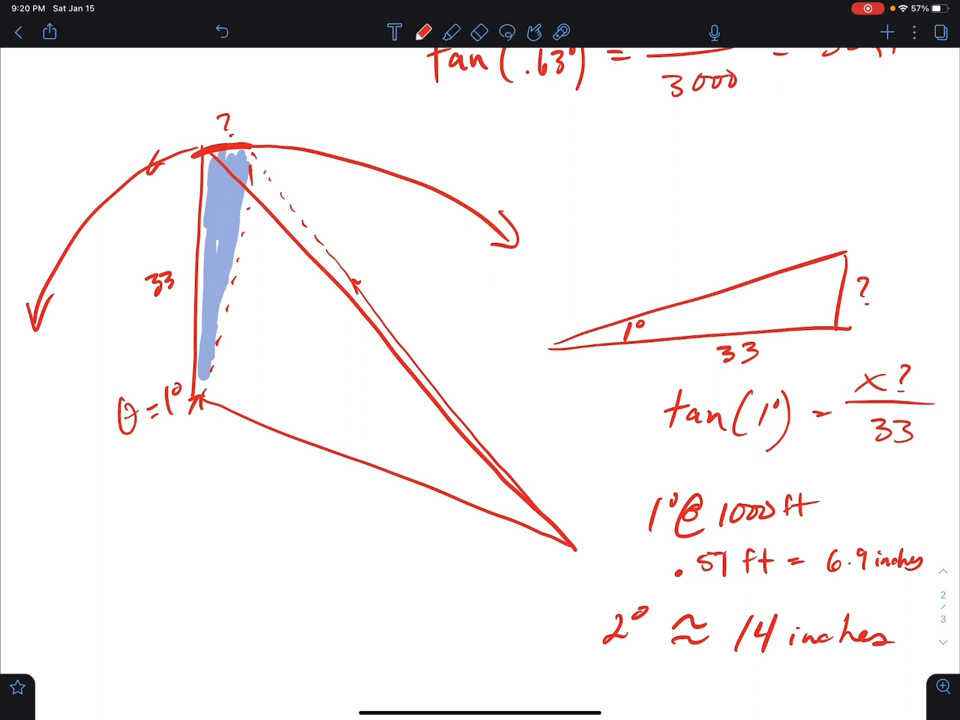 9:20 PM Sat Jan 15
57%
T
tan (.63°) =
3000
?
33
θ = 1°
1°
33
?
tan (1°) = x?
33
1° @ 1000 ft
.57 ft = 6.9 inches
2° ≈ 14 inches
2
/
3